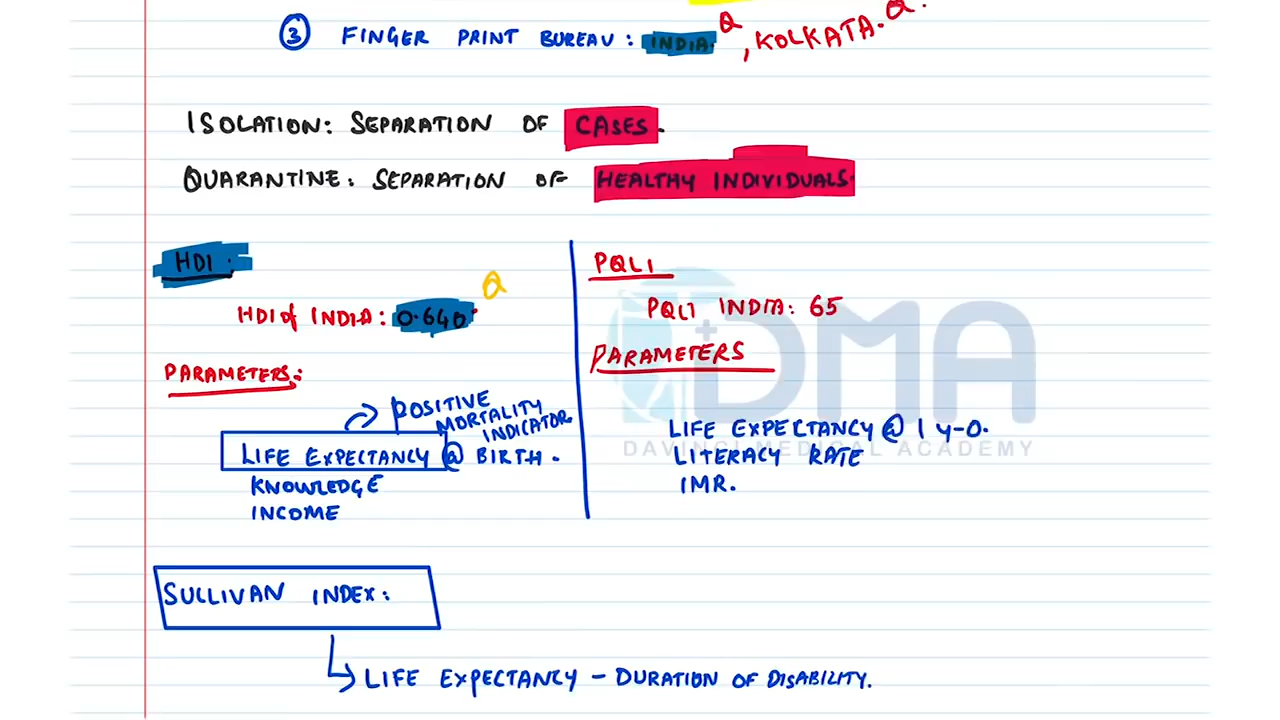 ③ FINGER PRINT BUREAU: INDIA. Q, KOLKATA. Q.
ISOLATION: SEPARATION OF CASES.
QUARANTINE: SEPARATION OF HEALTHY INDIVIDUALS.
HDI:
HDI of INDIA: 0.640. Q
PARAMETERS:
POSITIVE
MORTALITY
INDICATOR
LIFE EXPECTANCY @ BIRTH.
KNOWLEDGE
INCOME
PQLI
PQLI INDIA: 65
PARAMETERS
LIFE EXPECTANCY @ 1 y-O.
LITERACY RATE
IMR.
DMA
DAVINCI MEDICAL ACADEMY
SULLIVAN INDEX:
LIFE EXPECTANCY – DURATION OF DISABILITY.